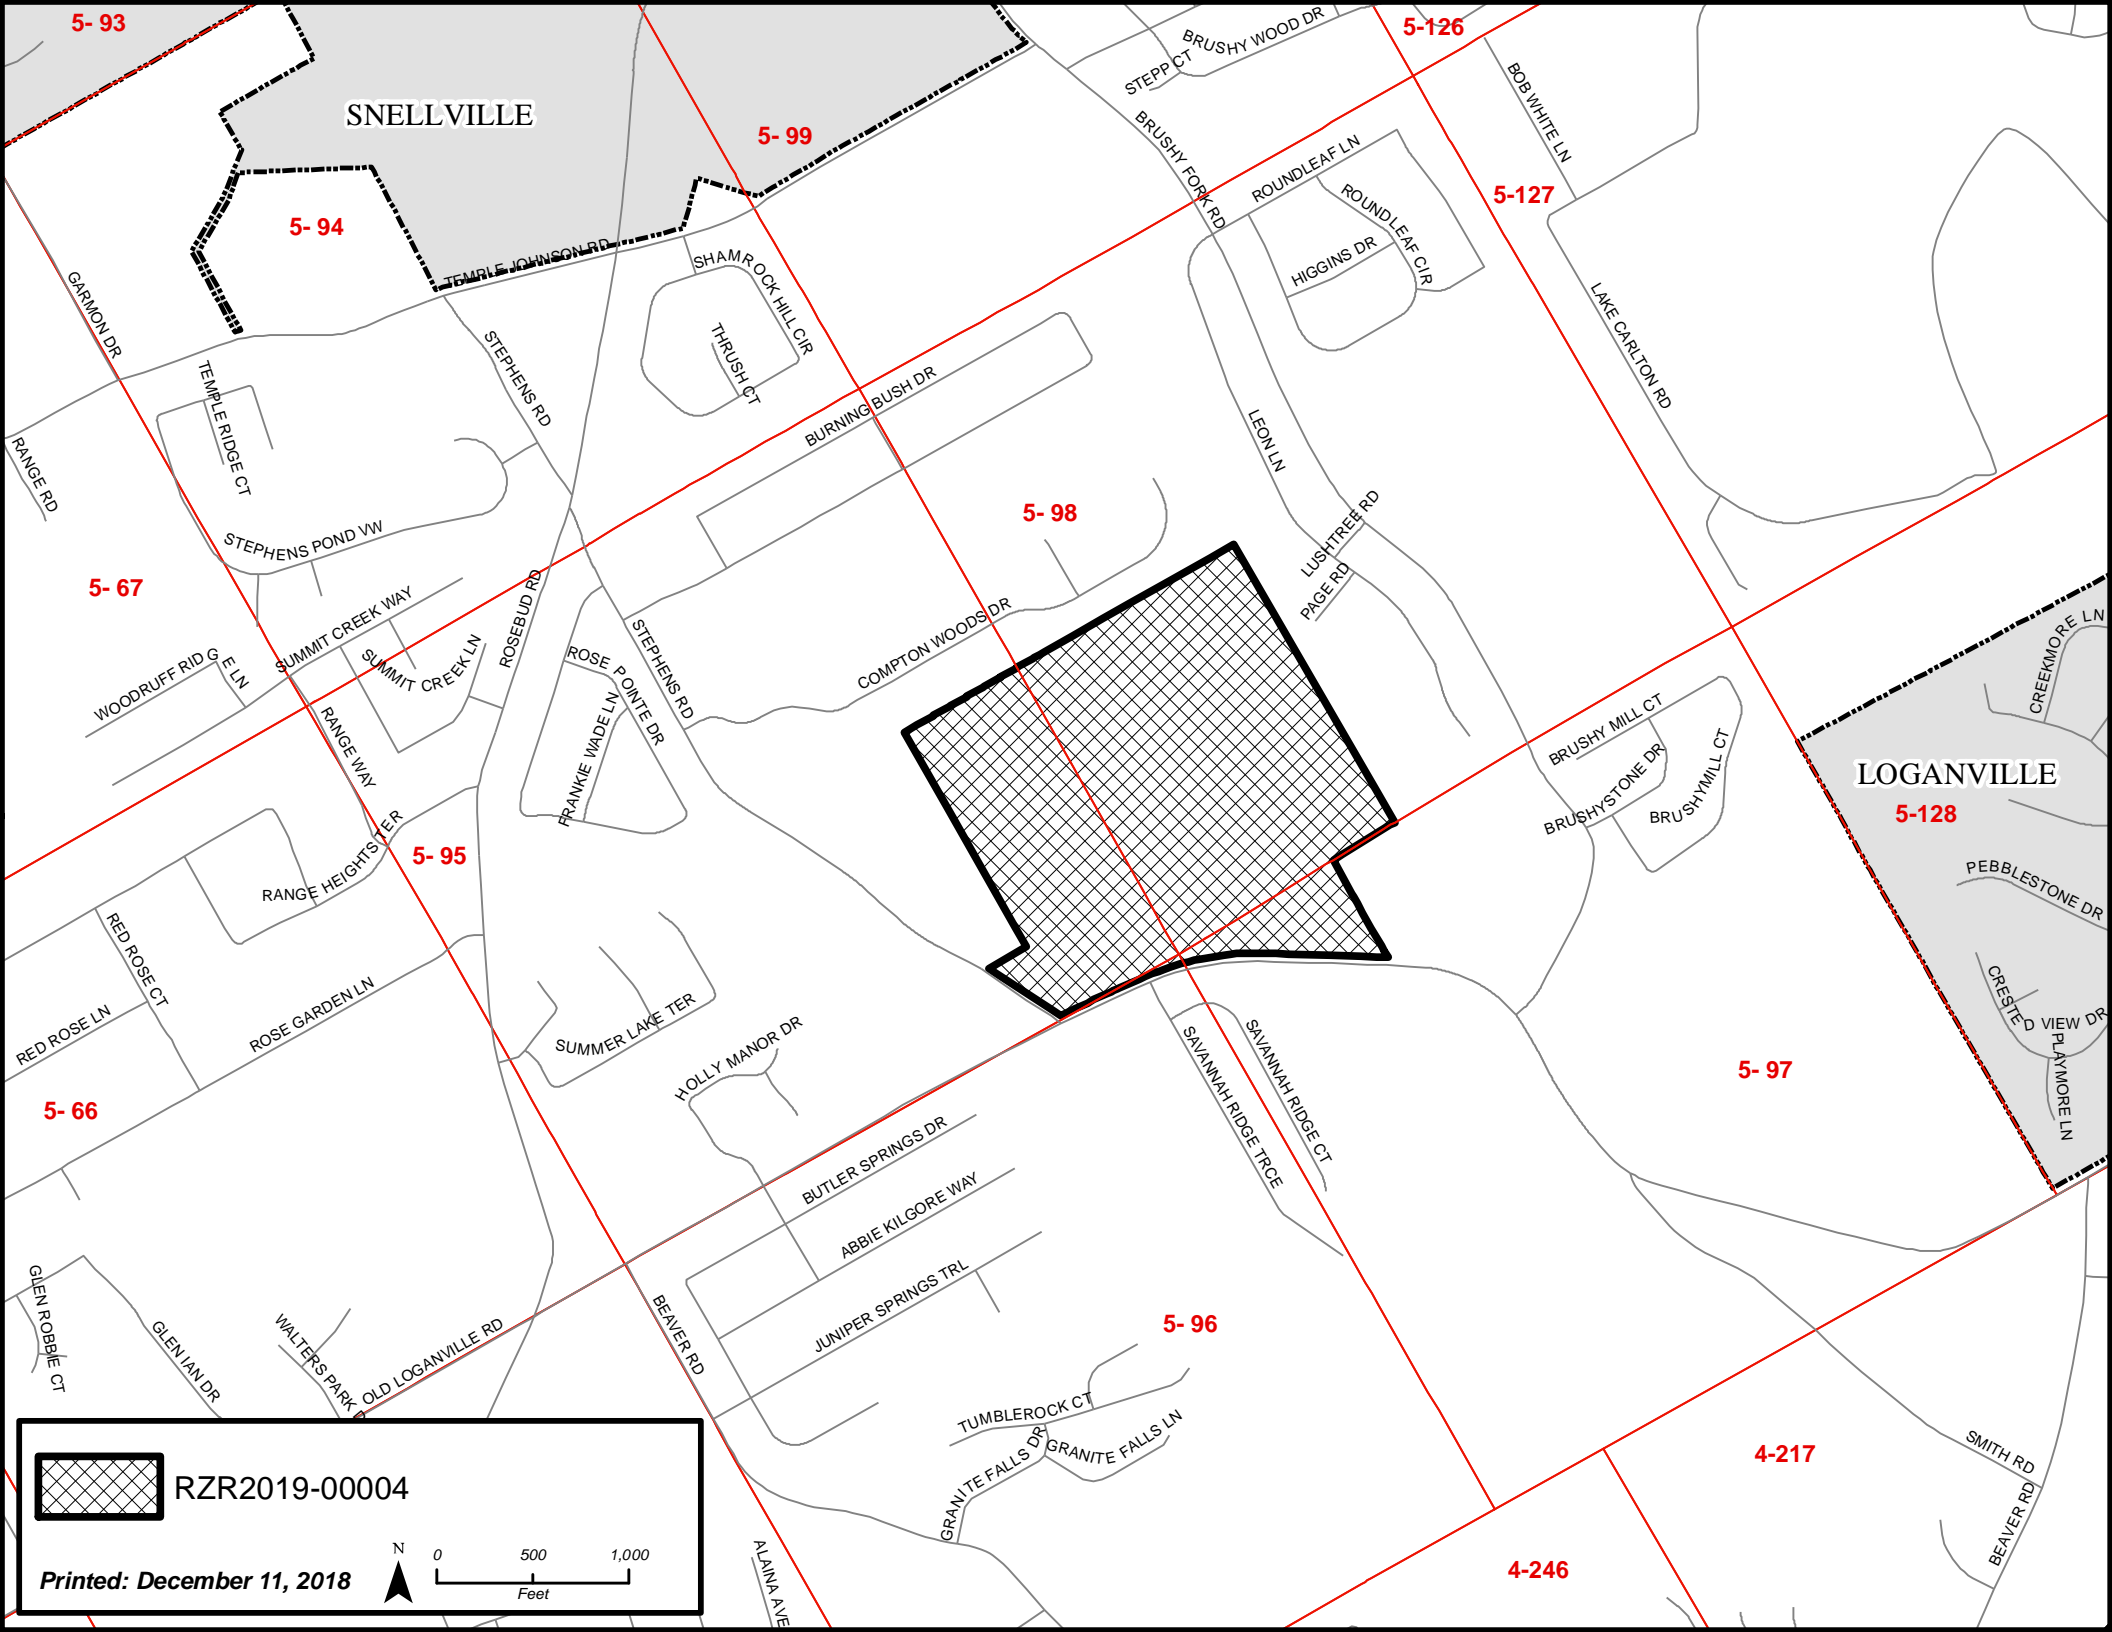 5- 93
5-126
BRUSHY WOOD DR
STEPP CT
BOB WHITE LN
SNELLVILLE
5- 99
BRUSHY FORK RD
ROUNDLEAF LN
5-127
ROUNDLEAF CIR
HIGGINS DR
5- 94
TEMPLE JOHNSON RD
SHAMROCK HILL CIR
GARMON DR
THRUSH CT
STEPHENS RD
LAKE CARLTON RD
TEMPLE RIDGE CT
BURNING BUSH DR
LEON LN
RANGE RD
5- 98
LUSHTREE RD
STEPHENS POND VW
5- 67
PAGE RD
SUMMIT CREEK WAY
ROSEBUD RD
COMPTON WOODS DR
CREEKMORE LN
WOODRUFF RIDGE LN
SUMMIT CREEK LN
ROSE POINTE DR
STEPHENS RD
FRANKIE WADE LN
RANGE WAY
BRUSHY MILL CT
BRUSHYSTONE DR
BRUSHYMILL CT
LOGANVILLE
5-128
RANGE HEIGHTS TER
5- 95
PEBBLESTONE DR
RED ROSE CT
RED ROSE LN
ROSE GARDEN LN
SUMMER LAKE TER
HOLLY MANOR DR
SAVANNAH RIDGE TRCE
SAVANNAH RIDGE CT
CRESTED VIEW DR
PLAYMORE LN
5- 97
5- 66
BUTLER SPRINGS DR
ABBIE KILGORE WAY
JUNIPER SPRINGS TRL
5- 96
GLEN ROBBIE CT
GLEN IAN DR
WALTERS PARK D
OLD LOGANVILLE RD
BEAVER RD
TUMBLEROCK CT
GRANITE FALLS DR
GRANITE FALLS LN
SMITH RD
4-217
BEAVER RD
4-246
ALAINA AVE
RZR2019-00004
Printed: December 11, 2018
N
0 500 1,000
Feet